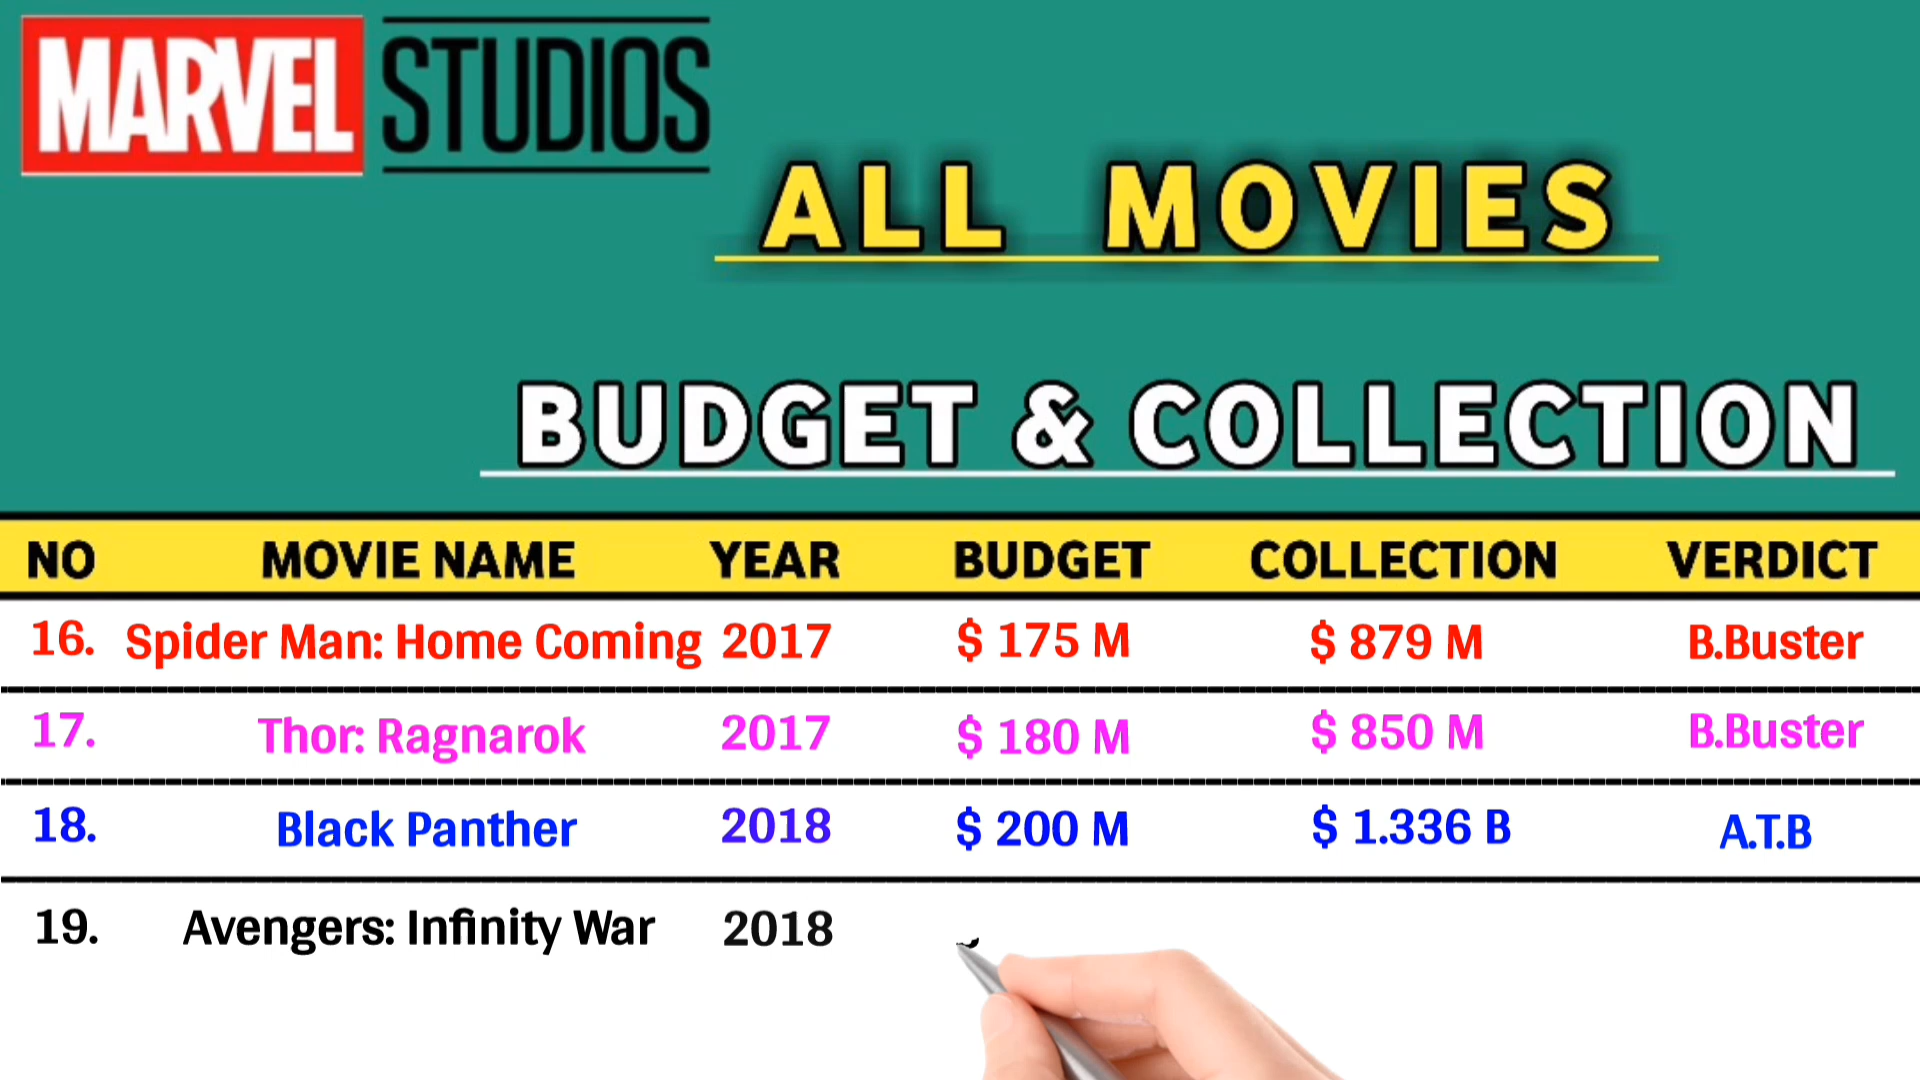 MARVEL STUDIOS
ALL MOVIES
BUDGET & COLLECTION
NO MOVIE NAME YEAR BUDGET COLLECTION VERDICT
16. Spider Man: Home Coming 2017 $ 175 M $ 879 M B.Buster
17. Thor: Ragnarok 2017 $ 180 M $ 850 M B.Buster
18. Black Panther 2018 $ 200 M $ 1.336 B A.T.B
19. Avengers: Infinity War 2018